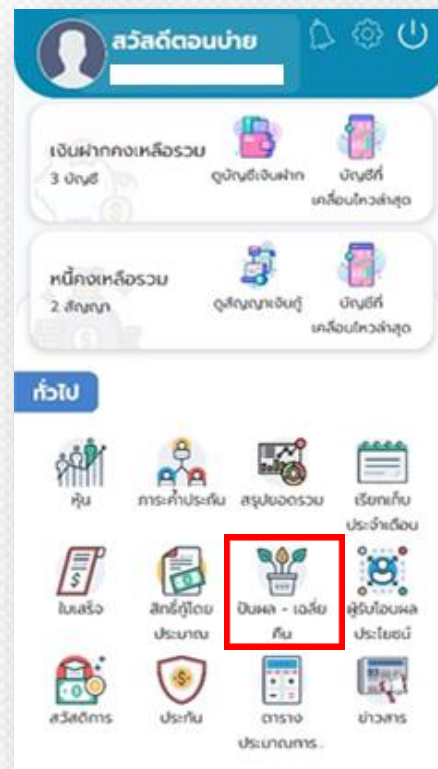 สวัสดีตอนบ่าย
เงินฝากคงเหลือรวม
3 บัญชี
ดูบัญชีเงินฝาก
บัญชีที่
เคลื่อนไหวล่าสุด
หนี้คงเหลือรวม
2 สัญญา
ดูสัญญาเงินกู้
บัญชีที่
เคลื่อนไหวล่าสุด
ทั่วไป
หุ้น
ภาระค้ำประกัน
สรุปยอดรวม
เรียกเก็บ
ประจำเดือน
ใบเสร็จ
สิทธิ์กู้โดย
ประมาณ
ปันผล - เฉลี่ย
คืน
ผู้รับโอนผล
ประโยชน์
สวัสดิการ
ประกัน
ตาราง
ประมาณการ..
ข่าวสาร